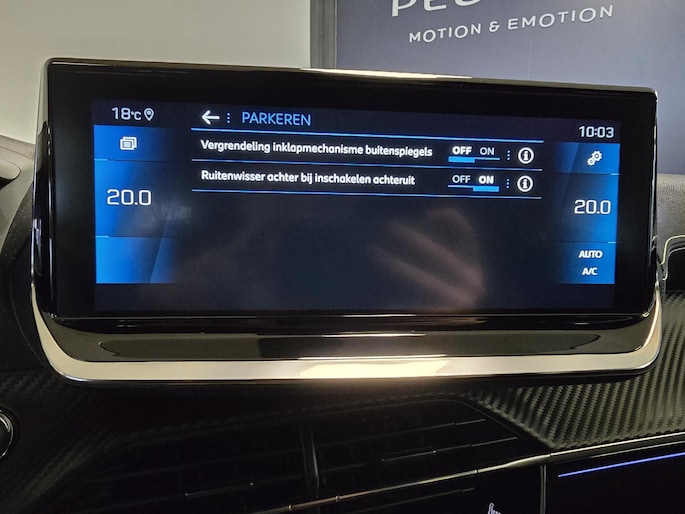 MOTION & EMOTION
18°C
PARKEREN
10:03
Vergrendeling inklapmechanisme buitenspiegels OFF ON
Ruitenwisser achter bij inschakelen achteruit OFF ON
20.0
20.0
AUTO
A/C